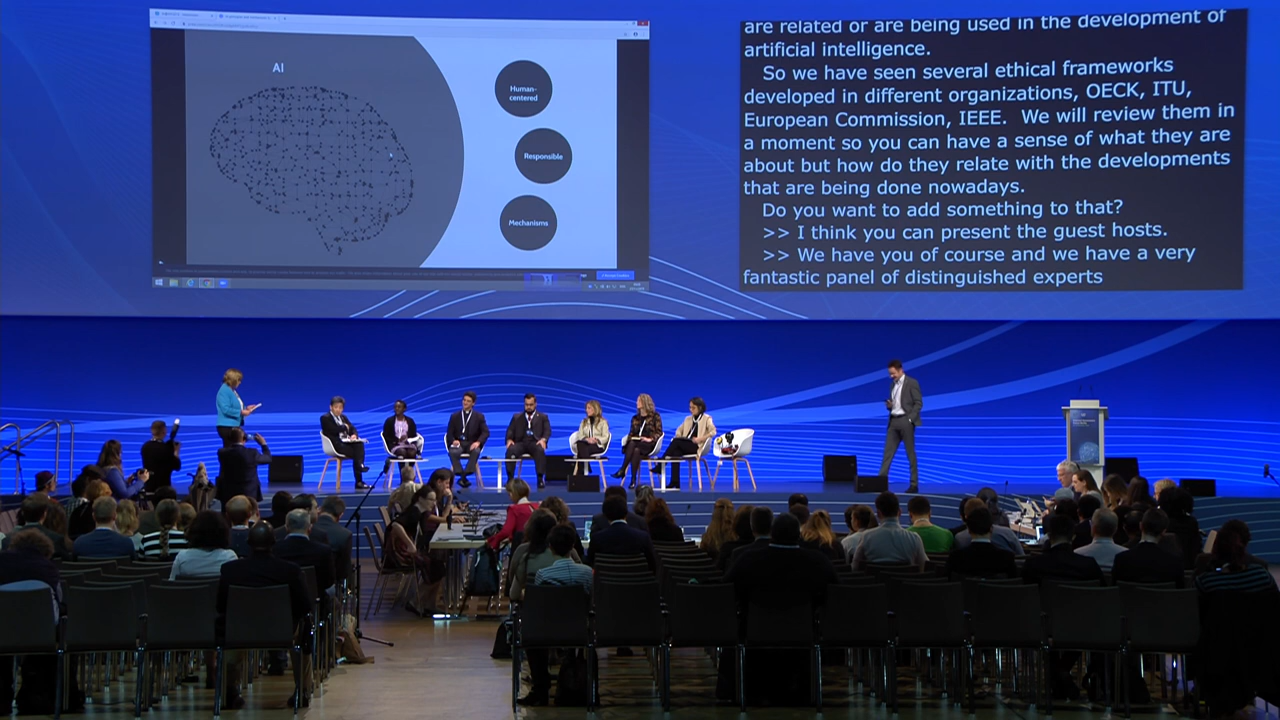 AI
Human-
centered
Responsible
Mechanisms
are related or are being used in the development of
artificial intelligence.
So we have seen several ethical frameworks
developed in different organizations, OECK, ITU,
European Commission, IEEE. We will review them in
a moment so you can have a sense of what they are
about but how do they relate with the developments
that are being done nowadays.
Do you want to add something to that?
>> I think you can present the guest hosts.
>> We have you of course and we have a very
fantastic panel of distinguished experts